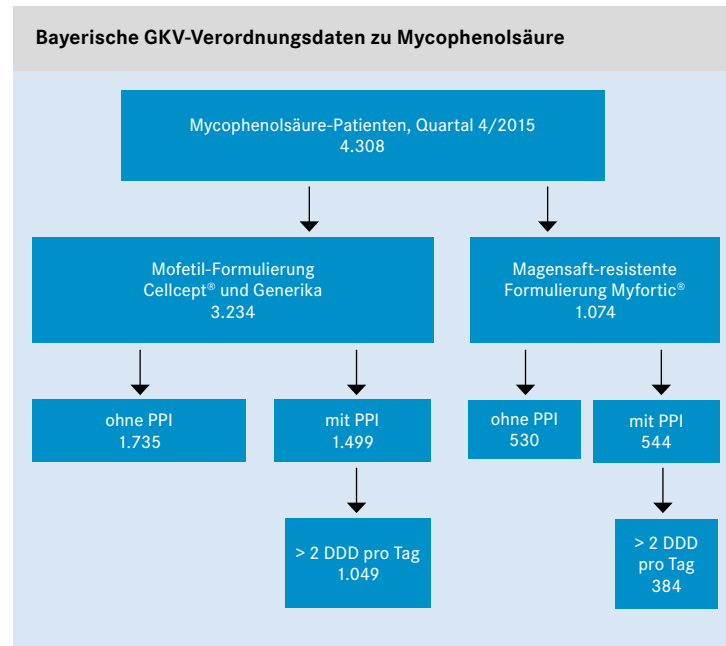 Bayerische GKV-Verordnungsdaten zu Mycophenolsäure
Mycophenolsäure-Patienten, Quartal 4/2015
4.308
Mofetil-Formulierung
Cellcept® und Generika
3.234
Magensaft-resistente
Formulierung Myfortic®
1.074
ohne PPI
1.735
mit PPI
1.499
ohne PPI
530
mit PPI
544
> 2 DDD pro Tag
1.049
> 2 DDD
pro Tag
384